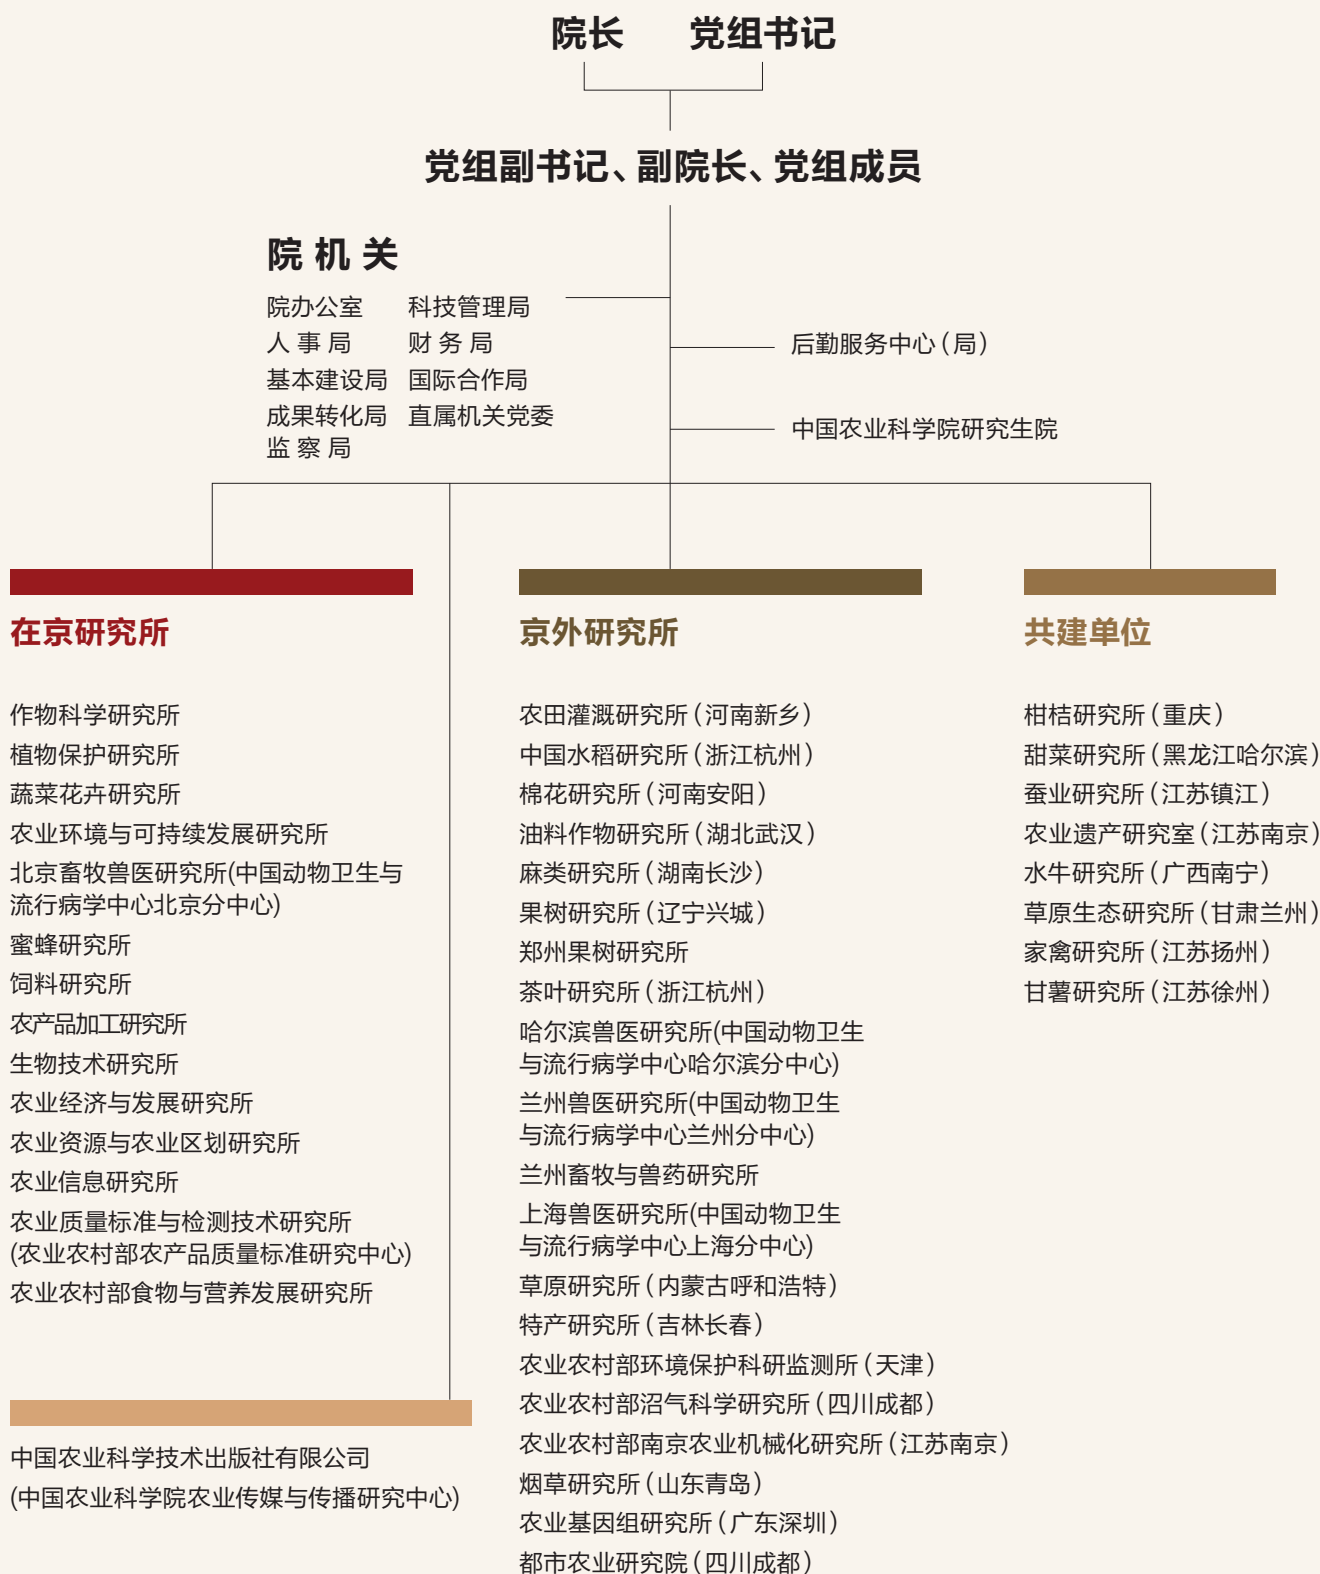 院长 党组书记
党组副书记、副院长、党组成员
院 机 关
院办公室 科技管理局
人 事 局 财 务 局
基本建设局 国际合作局
成果转化局 直属机关党委
监 察 局
后勤服务中心（局）
中国农业科学院研究生院
在京研究所
作物科学研究所
植物保护研究所
蔬菜花卉研究所
农业环境与可持续发展研究所
北京畜牧兽医研究所(中国动物卫生与
流行病学中心北京分中心)
蜜蜂研究所
饲料研究所
农产品加工研究所
生物技术研究所
农业经济与发展研究所
农业资源与农业区划研究所
农业信息研究所
农业质量标准与检测技术研究所
(农业农村部农产品质量标准研究中心)
农业农村部食物与营养发展研究所
中国农业科学技术出版社有限公司
(中国农业科学院农业传媒与传播研究中心)
京外研究所
农田灌溉研究所（河南新乡）
中国水稻研究所（浙江杭州）
棉花研究所（河南安阳）
油料作物研究所（湖北武汉）
麻类研究所（湖南长沙）
果树研究所（辽宁兴城）
郑州果树研究所
茶叶研究所（浙江杭州）
哈尔滨兽医研究所(中国动物卫生
与流行病学中心哈尔滨分中心)
兰州兽医研究所(中国动物卫生
与流行病学中心兰州分中心)
兰州畜牧与兽药研究所
上海兽医研究所(中国动物卫生
与流行病学中心上海分中心)
草原研究所（内蒙古呼和浩特）
特产研究所（吉林长春）
农业农村部环境保护科研监测所（天津）
农业农村部沼气科学研究所（四川成都）
农业农村部南京农业机械化研究所（江苏南京）
烟草研究所（山东青岛）
农业基因组研究所（广东深圳）
都市农业研究院（四川成都）
共建单位
柑桔研究所（重庆）
甜菜研究所（黑龙江哈尔滨）
蚕业研究所（江苏镇江）
农业遗产研究室（江苏南京）
水牛研究所（广西南宁）
草原生态研究所（甘肃兰州）
家禽研究所（江苏扬州）
甘薯研究所（江苏徐州）